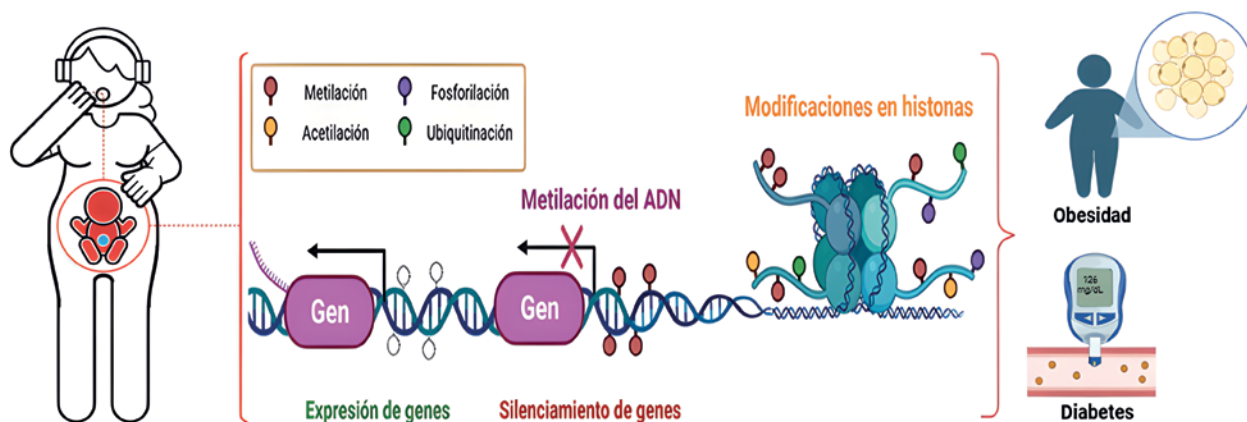 Metilación
Fosforilación
Acetilación
Ubiquitinación
Metilación del ADN
Gen
Gen
Expresión de genes
Silenciamiento de genes
Modificaciones en histonas
Obesidad
126
mg/dL
Diabetes